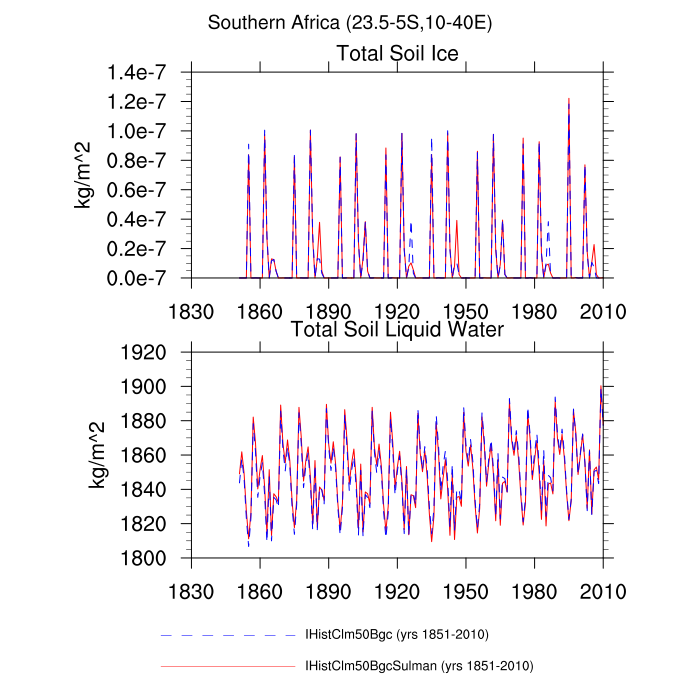 Southern Africa (23.5-5S,10-40E)
Total Soil Ice
kg/m^2
1.4e-7
1.2e-7
1.0e-7
0.8e-7
0.6e-7
0.4e-7
0.2e-7
0.0e-7
1830 1860 1890 1920 1950 1980 2010
Total Soil Liquid Water
kg/m^2
1920
1900
1880
1860
1840
1820
1800
1830 1860 1890 1920 1950 1980 2010
IHistClm50Bgc (yrs 1851-2010)
IHistClm50BgcSulman (yrs 1851-2010)